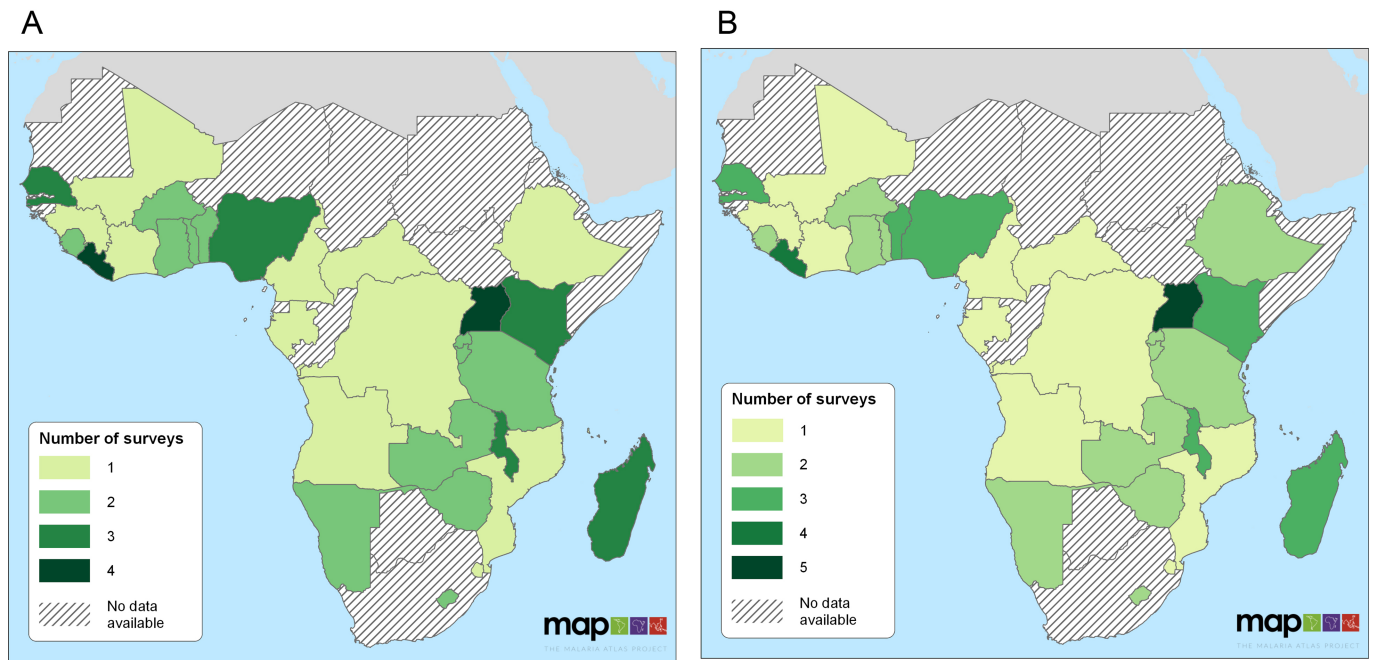 A
B
Number of surveys
1
2
3
4
No data
available
map
THE MALARIA ATLAS PROJECT
Number of surveys
1
2
3
4
5
No data
available
map
THE MALARIA ATLAS PROJECT